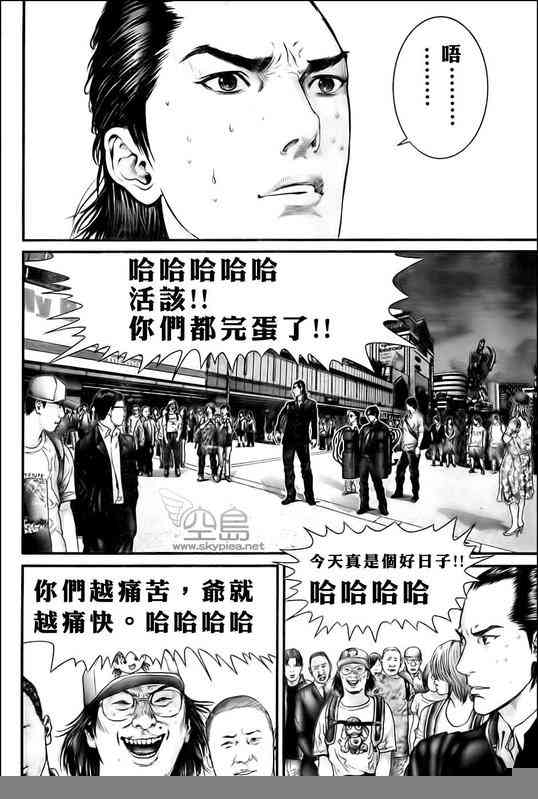 唔
………
………
哈哈哈哈哈
活該!!
你們都完蛋了!!
空島
www.skypiea.net
今天真是個好日子!!
哈哈哈哈
你們越痛苦，爺就
越痛快。哈哈哈哈